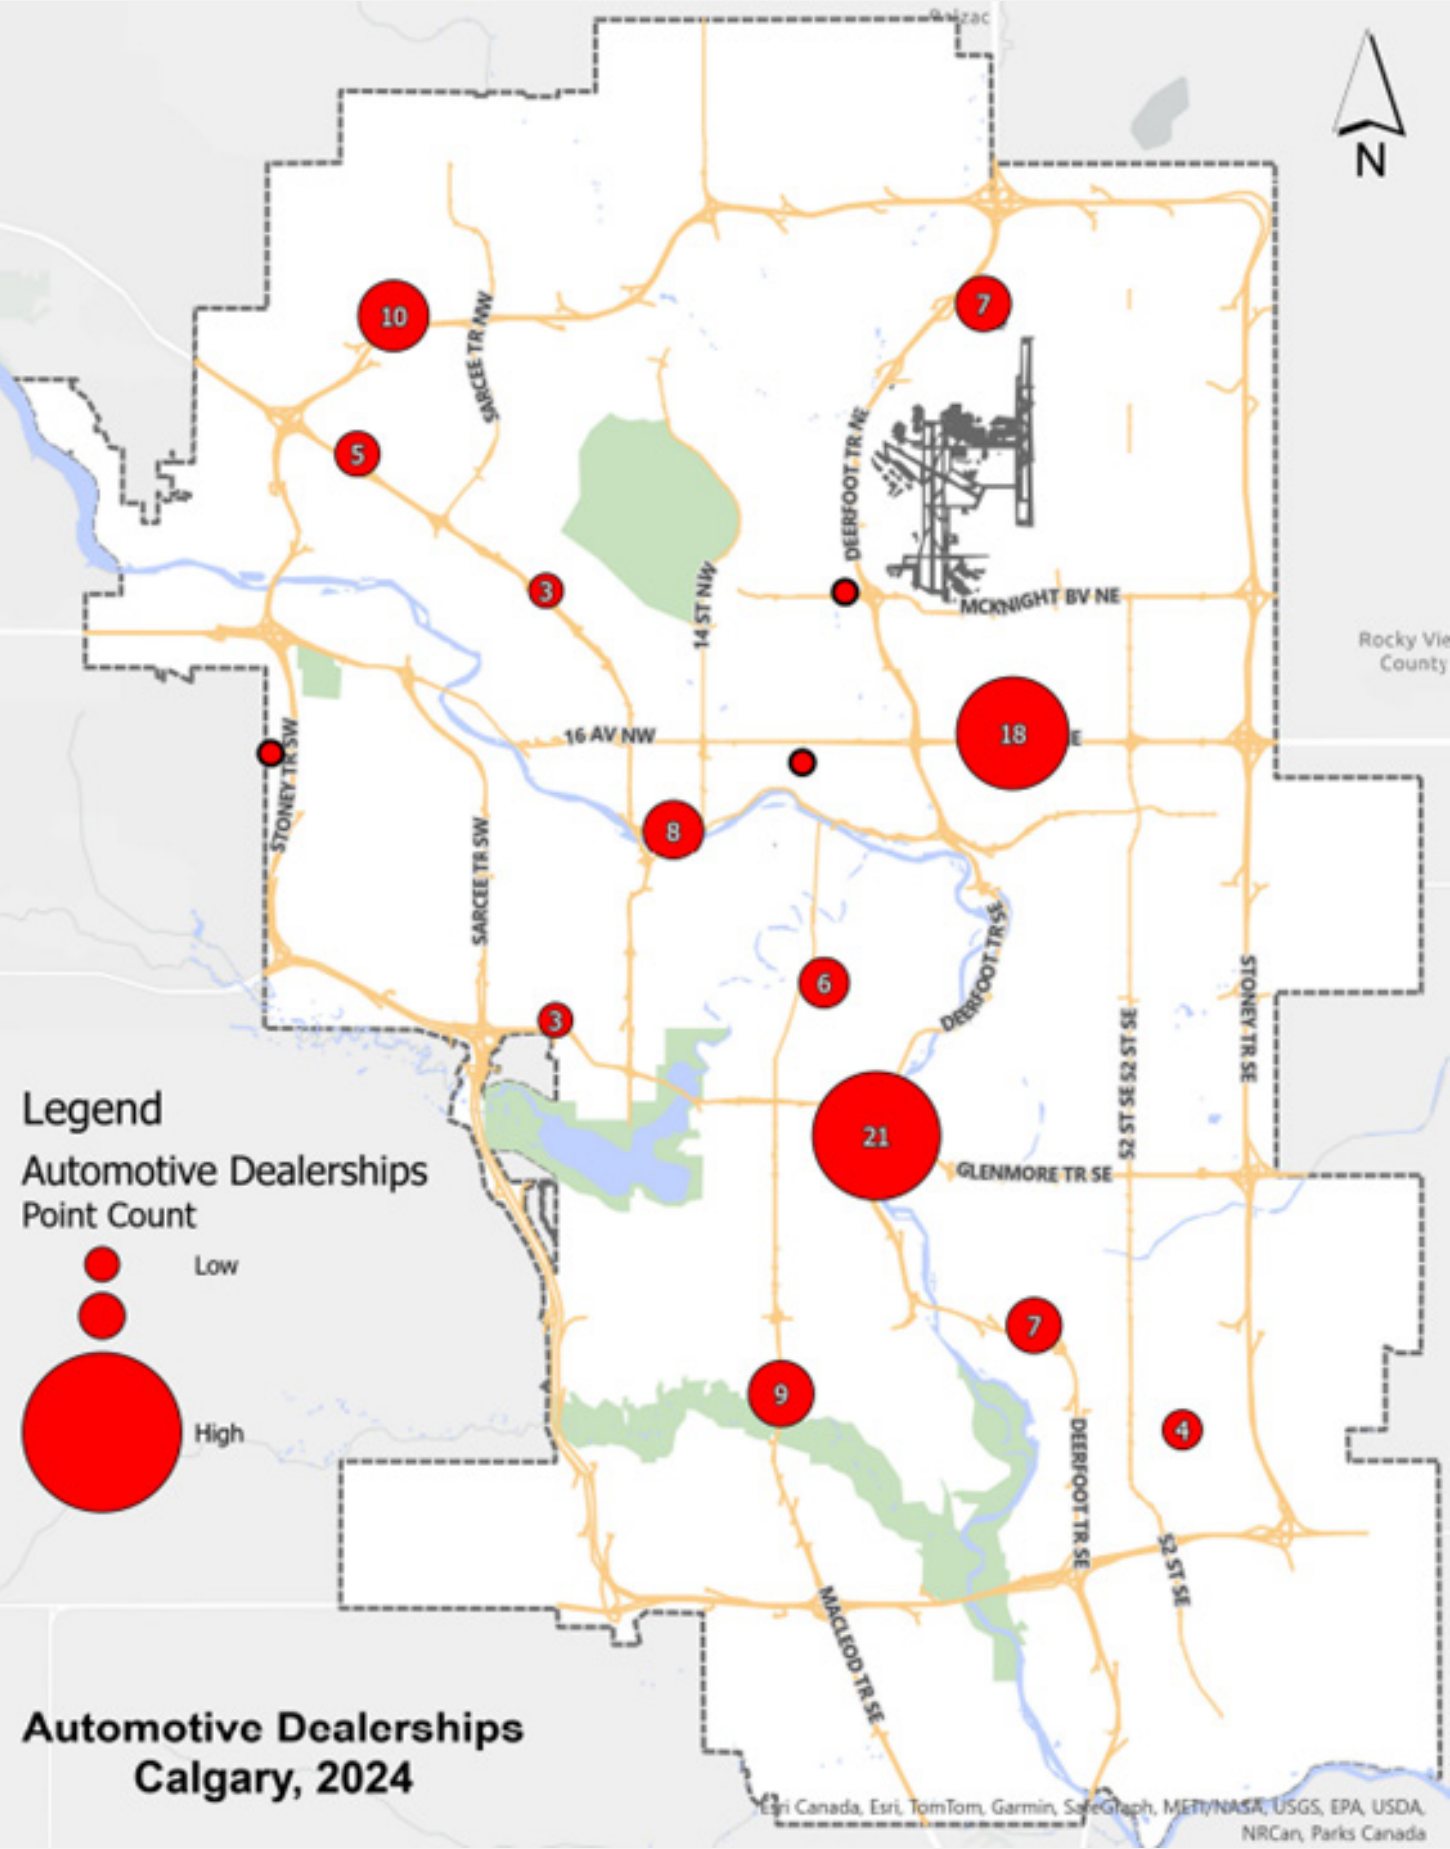 Balzac
N
10
7
SARCEE TR NW
5
DEERFOOT TR NE
3
14 ST NW
MCKNIGHT BV NE
Rocky Vie
County
16 AV NW
18
E
STONEY TR SW
8
SARCEE TR SW
DEERFOOT TR SE
6
3
STONEY TR SE
52 ST SE 52 ST SE
21
GLENMORE TR SE
Legend
Automotive Dealerships
Point Count
Low
High
7
9
4
DEERFOOT TR SE
52 ST SE
MACLEOD TR SE
Automotive Dealerships
Calgary, 2024
Esri Canada, Esri, TomTom, Garmin, SafeGraph, METI/NASA, USGS, EPA, USDA,
NRCan, Parks Canada